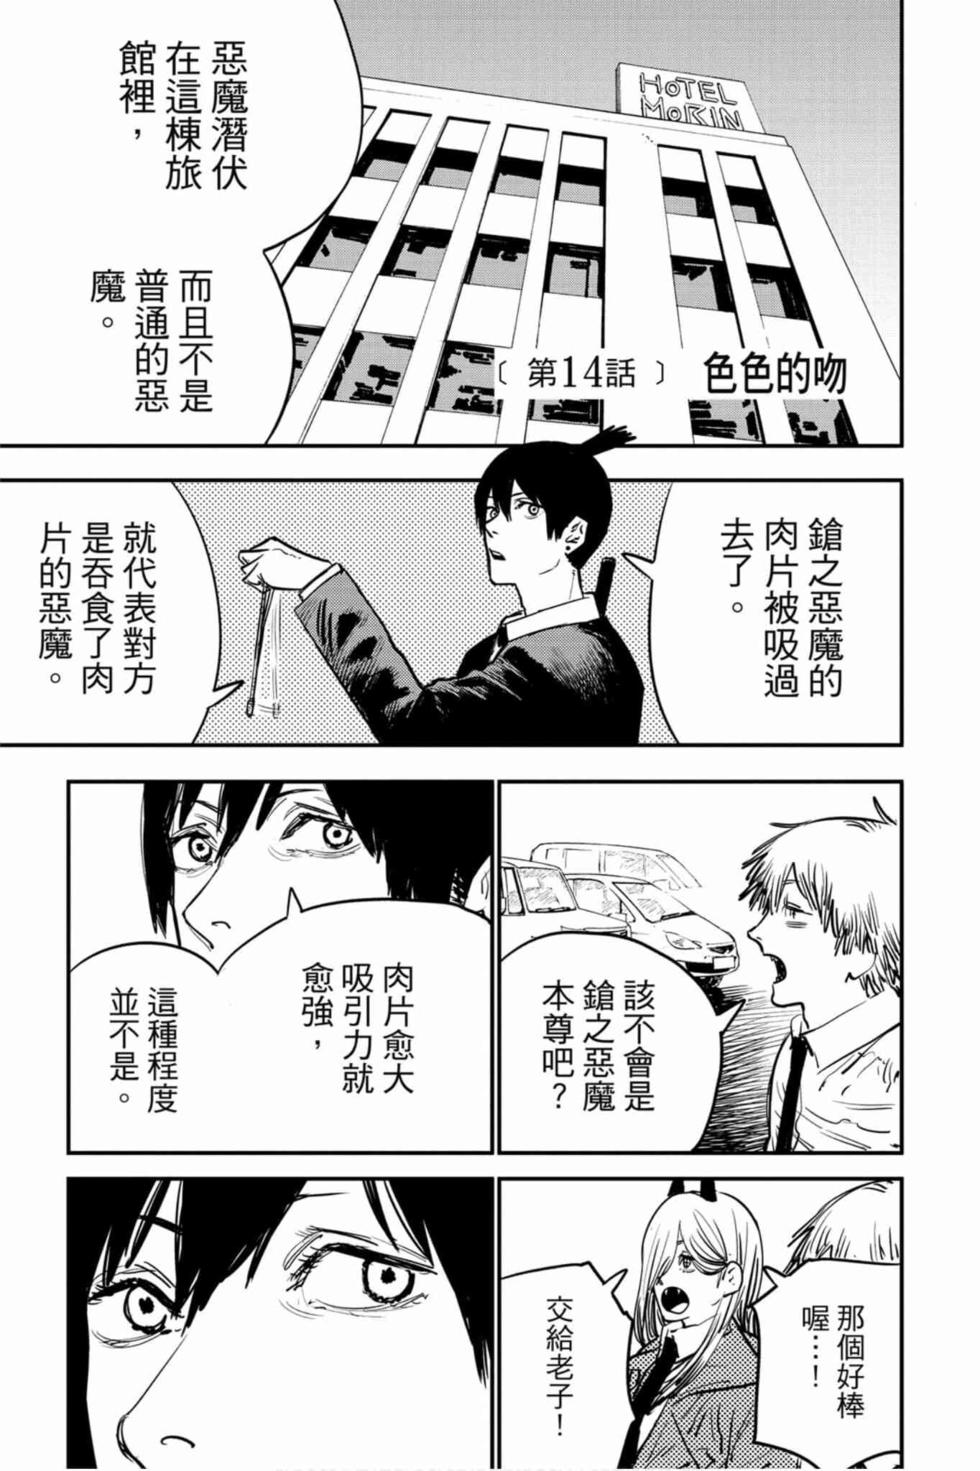 HOTEL
MORIN
惡魔潛伏
在這棟旅
館裡，
而且不是
普通的惡
魔。
﹝第14話﹞ 色色的吻
鎗之惡魔的
肉片被吸過
去了。
就代表對方
是吞食了肉
片的惡魔。
該不會是
鎗之惡魔
本尊吧？
肉片愈大
吸引力就
愈強，
這種程度
並不是。
那個好棒
喔…！
交給老子！